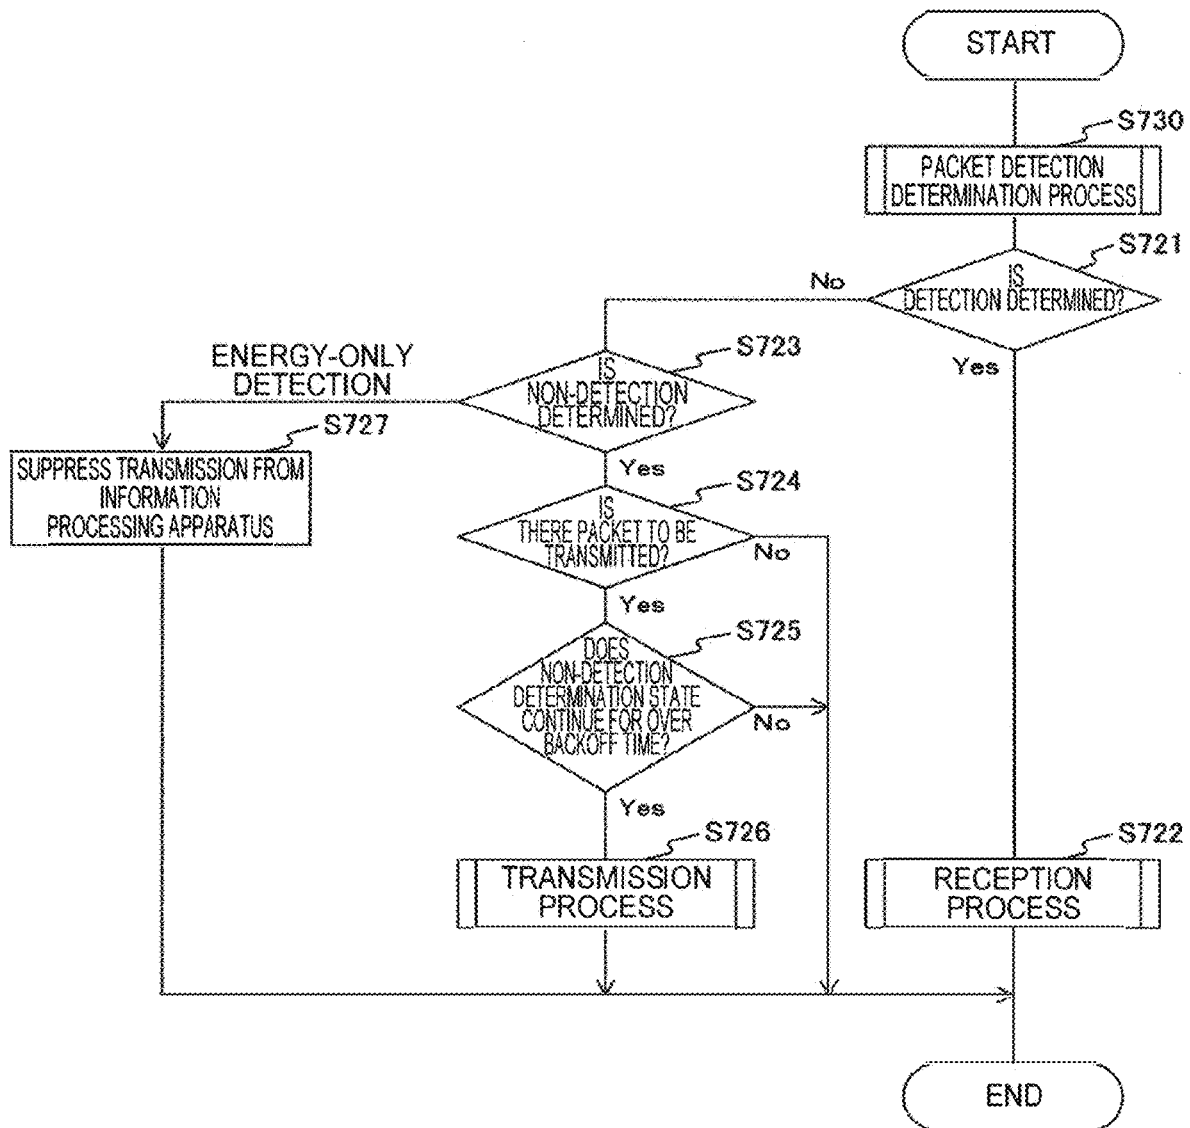 START
S730
PACKET DETECTION
DETERMINATION PROCESS
S721
IS
DETECTION DETERMINED?
No
Yes
S723
IS
NON-DETECTION
DETERMINED?
ENERGY-ONLY
DETECTION
S727
SUPPRESS TRANSMISSION FROM
INFORMATION
PROCESSING APPARATUS
Yes
S724
IS
THERE PACKET TO BE
TRANSMITTED?
No
Yes
S725
DOES
NON-DETECTION
DETERMINATION STATE
CONTINUE FOR OVER
BACKOFF TIME?
No
Yes
S726
TRANSMISSION
PROCESS
S722
RECEPTION
PROCESS
END